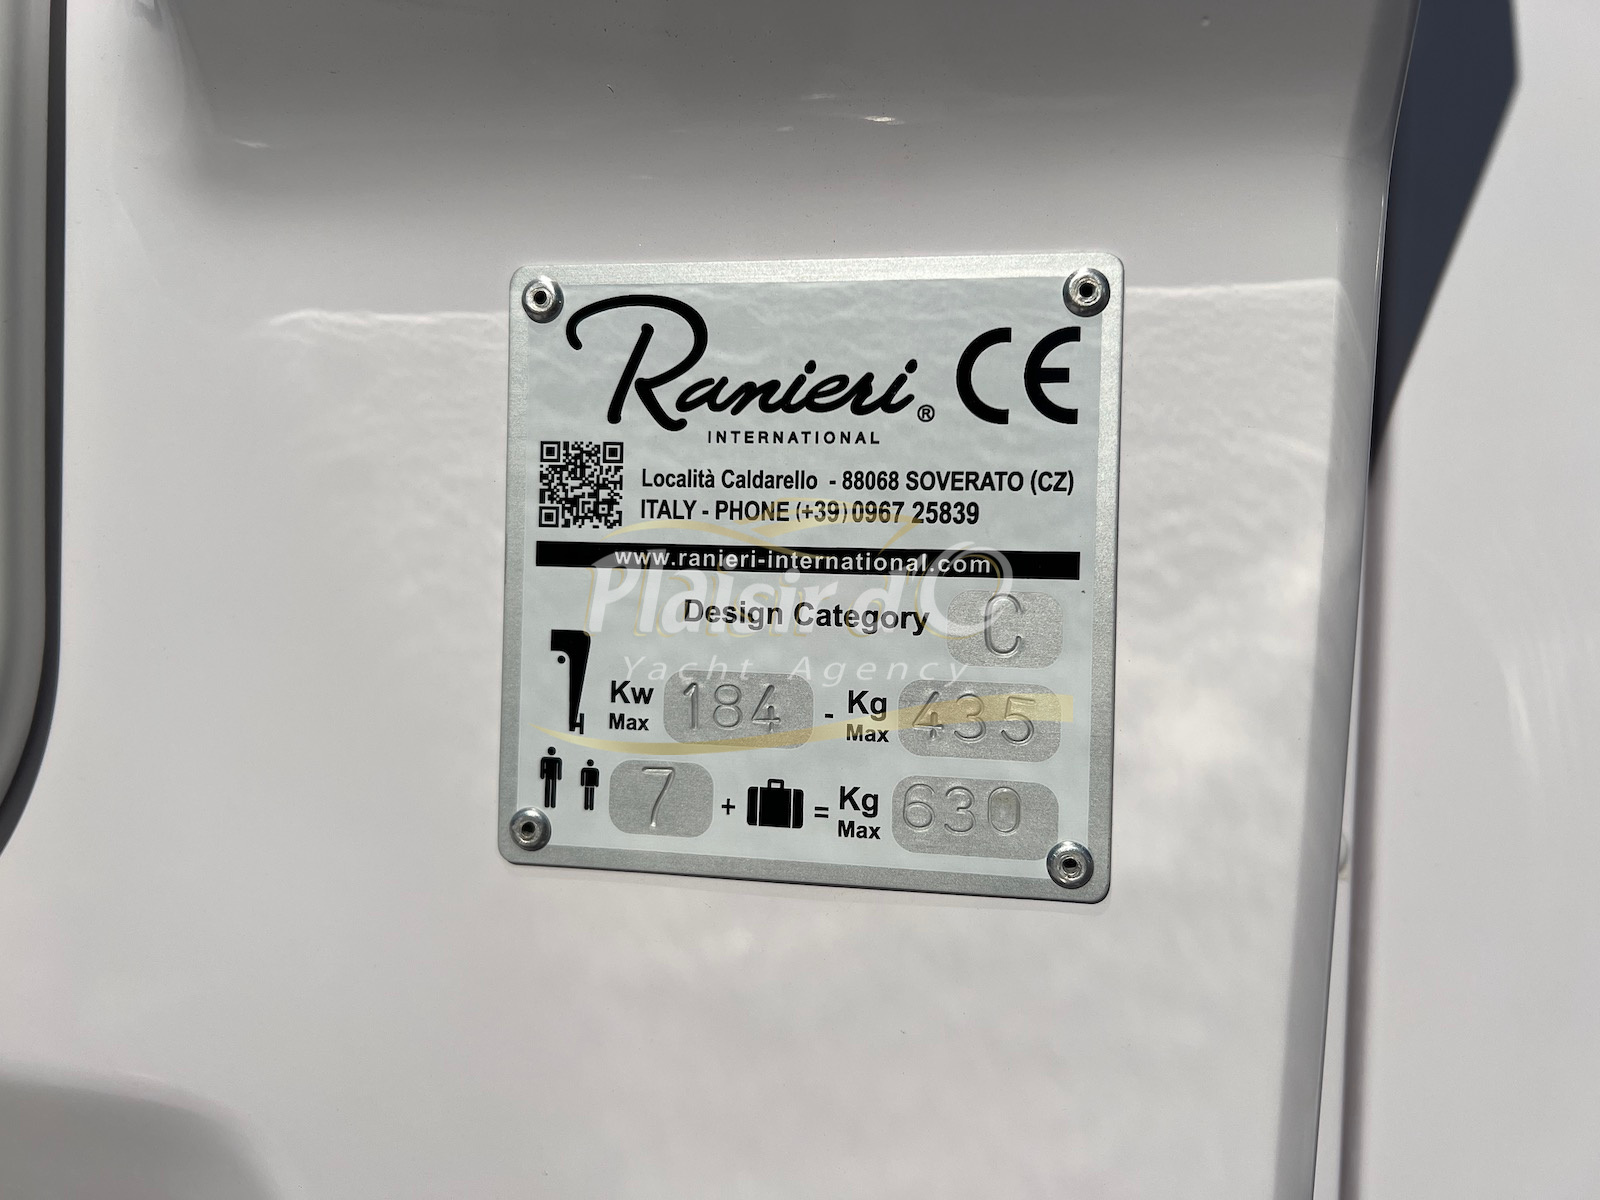 Ranieri® CE
INTERNATIONAL
Località Caldarello - 88068 SOVERATO (CZ)
ITALY - PHONE (+39) 0967 25839
www.ranieri-international.com
Plaisir d'O
Design Category C
Yacht Agency
Kw Max 184 - Kg Max 435
7 + = Kg Max 630